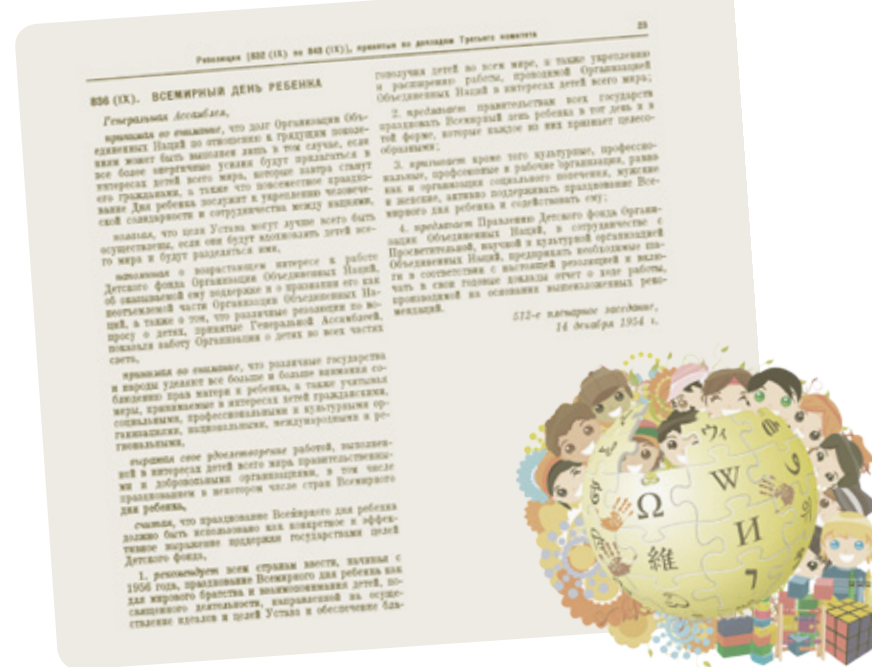 Резолюции [832 (IX) по 843 (IX)], принятые по докладам Третьего комитета
25
836 (IX). ВСЕМИРНЫЙ ДЕНЬ РЕБЕНКА
Генеральная Ассамблея,
принимая во внимание, что долг Организации Объ-
единенных Наций по отношению к грядущим поколе-
ниям может быть выполнен лишь в том случае, если
все более энергичные усилия будут прилагаться в
интересах детей всего мира, которые завтра станут
его гражданами, а также что повсеместное праздно-
вание Дня ребенка послужит к укреплению человече-
ской солидарности и сотрудничества между нациями,
полагая, что цели Устава могут лучше всего быть
осуществлены, если они будут вдохновлять детей все-
го мира и будут разделяться ими,
напоминая о возрастающем интересе к работе
Детского фонда Организации Объединенных Наций,
об оказываемой ему поддержке и о признании его как
неотъемлемой части Организации Объединенных На-
ций, а также о том, что различные резолюции по во-
просу о детях, принятые Генеральной Ассамблеей,
показали заботу Организации о детях во всех частях
света,
принимая во внимание, что различные государства
и народы уделяют все больше и больше внимания со-
блюдению прав матери и ребенка, а также учитывая
меры, принимаемые в интересах детей гражданскими,
социальными, профессиональными и культурными ор-
ганизациями, национальными, международными и ре-
гиональными,
выражая свое удовлетворение работой, выполнен-
ной в интересах детей всего мира правительственны-
ми и добровольными организациями, в том числе
празднованием в некотором числе стран Всемирного
дня ребенка,
считая, что празднование Всемирного дня ребенка
должно быть использовано как конкретное и эффек-
тивное выражение поддержки государствами целей
Детского фонда,
1. рекомендует всем странам ввести, начиная с
1956 года, празднование Всемирного дня ребенка как
дня мирового братства и взаимопонимания детей, по-
священного деятельности, направленной на осуще-
ствление идеалов и целей Устава и обеспечение бла-
гополучия детей во всем мире, а также укреплению
и расширению работы, проводимой Организацией
Объединенных Наций в интересах детей всего мира;
2. предлагает правительствам всех государств
праздновать Всемирный день ребенка в тот день и в
той форме, которые каждое из них признает целесо-
образными;
3. приглашает кроме того культурные, профессио-
нальные, профсоюзные и рабочие организации, равно
как и организации социального попечения, мужские
и женские, активно поддерживать празднование Все-
мирного дня ребенка и содействовать ему;
4. предлагает Правлению Детского фонда Органи-
зации Объединенных Наций, в сотрудничестве с
Просветительной, научной и культурной организацией
Объединенных Наций, предпринять необходимые ша-
ги в соответствии с настоящей резолюцией и вклю-
чать в свои годовые доклады отчет о ходе работы,
производимой на основании вышеизложенных реко-
мендаций.
512-е пленарное заседание,
14 декабря 1954 г.
Ω
W
И
維
ウィ
7